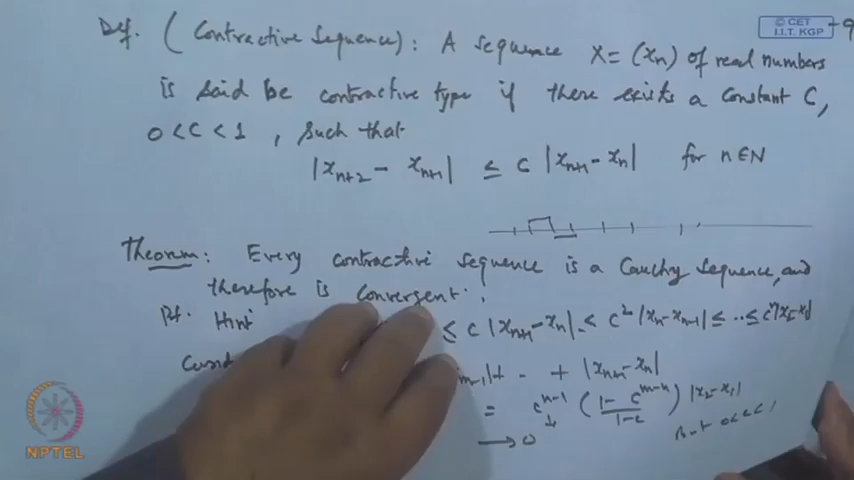 © CET
I.I.T. KGP
-9
Def. ( Contractive Sequence) : A sequence X = (xn) of real numbers
is said be contractive type if there exists a constant C,
0 < C < 1 , such that
|xn+2 - xn+1| ≤ c |xn+1 - xn| for n ∈ N
Theorem : Every contractive sequence is a Cauchy Sequence, and
therefore is convergent.
Pf. Hint ≤ c |xn+1 - xn| ≤ c² |xn - xn-1| ≤ .. ≤ cⁿ |x2 - x1|
m-1| + - + |xn+1 - xn|
= c^n-1 ( 1 - c^m-n / 1 - c ) |x2 - x1|
→ 0 But 0 < c < 1
NPTEL